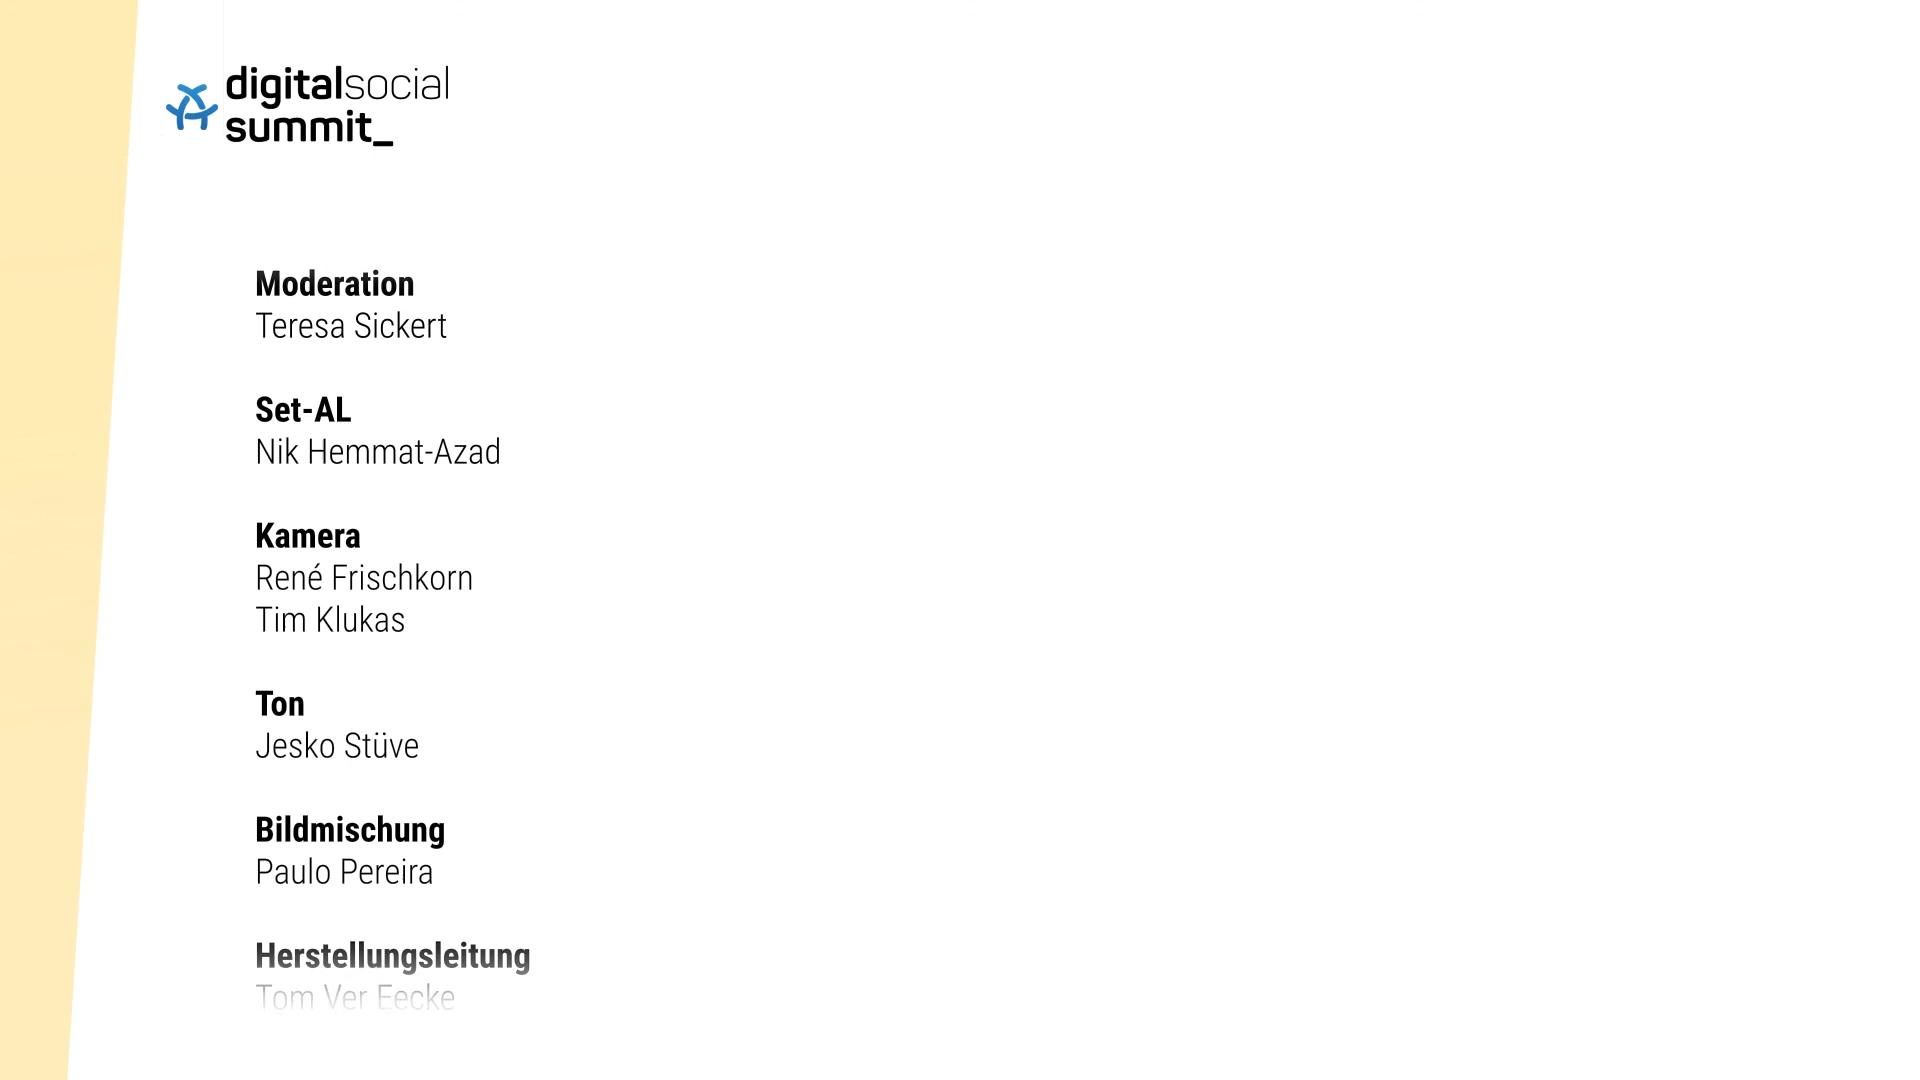 digitalsocial
summit_
Moderation
Teresa Sickert
Set-AL
Nik Hemmat-Azad
Kamera
René Frischkorn
Tim Klukas
Ton
Jesko Stüve
Bildmischung
Paulo Pereira
Herstellungsleitung
Tom Ver Eecke